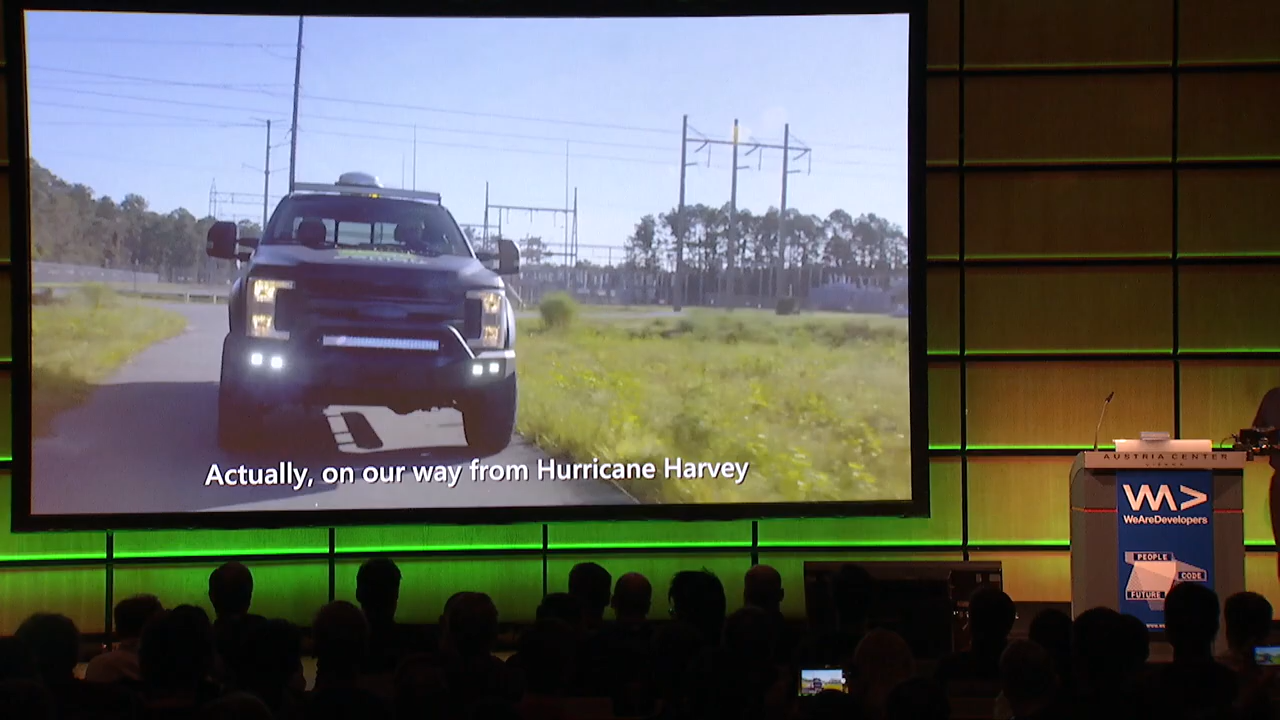 Actually, on our way from Hurricane Harvey
AUSTRIA CENTER
WeAreDevelopers
PEOPLE
CODE
FUTURE